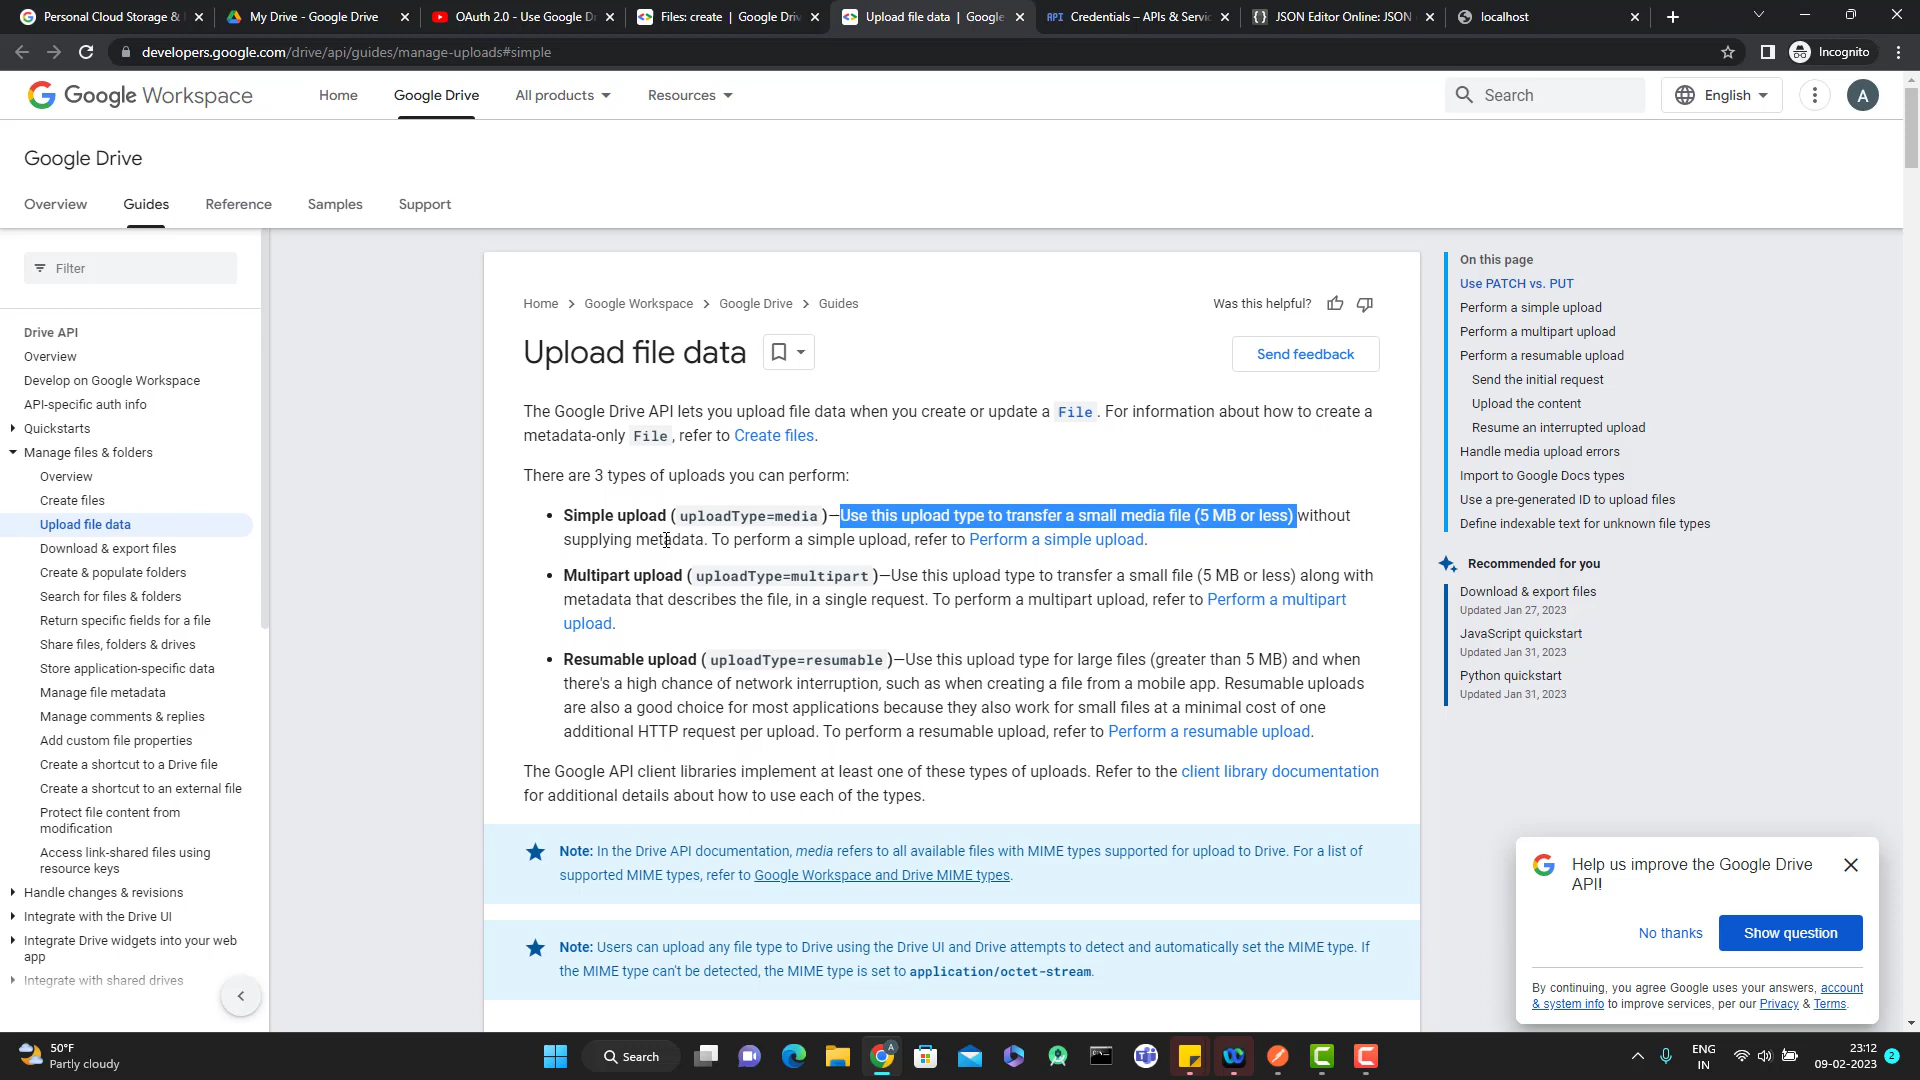 Personal Cloud Storage &
My Drive - Google Drive
OAuth 2.0 - Use Google Dr
Files: create | Google Driv
Upload file data | Google
API Credentials – APIs & Servic
JSON Editor Online: JSON
localhost
developers.google.com/drive/api/guides/manage-uploads#simple
Incognito
Google Workspace
Home
Google Drive
All products
Resources
Search
English
A
Google Drive
Overview
Guides
Reference
Samples
Support
Filter
Drive API
Overview
Develop on Google Workspace
API-specific auth info
Quickstarts
Manage files & folders
Overview
Create files
Upload file data
Download & export files
Create & populate folders
Search for files & folders
Return specific fields for a file
Share files, folders & drives
Store application-specific data
Manage file metadata
Manage comments & replies
Add custom file properties
Create a shortcut to a Drive file
Create a shortcut to an external file
Protect file content from
modification
Access link-shared files using
resource keys
Handle changes & revisions
Integrate with the Drive UI
Integrate Drive widgets into your web
app
Integrate with shared drives
Home > Google Workspace > Google Drive > Guides
Was this helpful?
Upload file data
Send feedback
The Google Drive API lets you upload file data when you create or update a File. For information about how to create a
metadata-only File, refer to Create files.
There are 3 types of uploads you can perform:
• Simple upload (uploadType=media)—Use this upload type to transfer a small media file (5 MB or less) without
supplying metadata. To perform a simple upload, refer to Perform a simple upload.
• Multipart upload (uploadType=multipart)—Use this upload type to transfer a small file (5 MB or less) along with
metadata that describes the file, in a single request. To perform a multipart upload, refer to Perform a multipart
upload.
• Resumable upload (uploadType=resumable)—Use this upload type for large files (greater than 5 MB) and when
there's a high chance of network interruption, such as when creating a file from a mobile app. Resumable uploads
are also a good choice for most applications because they also work for small files at a minimal cost of one
additional HTTP request per upload. To perform a resumable upload, refer to Perform a resumable upload.
The Google API client libraries implement at least one of these types of uploads. Refer to the client library documentation
for additional details about how to use each of the types.
Note: In the Drive API documentation, media refers to all available files with MIME types supported for upload to Drive. For a list of
supported MIME types, refer to Google Workspace and Drive MIME types.
Note: Users can upload any file type to Drive using the Drive UI and Drive attempts to detect and automatically set the MIME type. If
the MIME type can't be detected, the MIME type is set to application/octet-stream.
On this page
Use PATCH vs. PUT
Perform a simple upload
Perform a multipart upload
Perform a resumable upload
Send the initial request
Upload the content
Resume an interrupted upload
Handle media upload errors
Import to Google Docs types
Use a pre-generated ID to upload files
Define indexable text for unknown file types
Recommended for you
Download & export files
Updated Jan 27, 2023
JavaScript quickstart
Updated Jan 31, 2023
Python quickstart
Updated Jan 31, 2023
Help us improve the Google Drive
API!
No thanks
Show question
By continuing, you agree Google uses your answers, account
& system info to improve services, per our Privacy & Terms.
50°F
Partly cloudy
Search
ENG
IN
23:12
09-02-2023
2